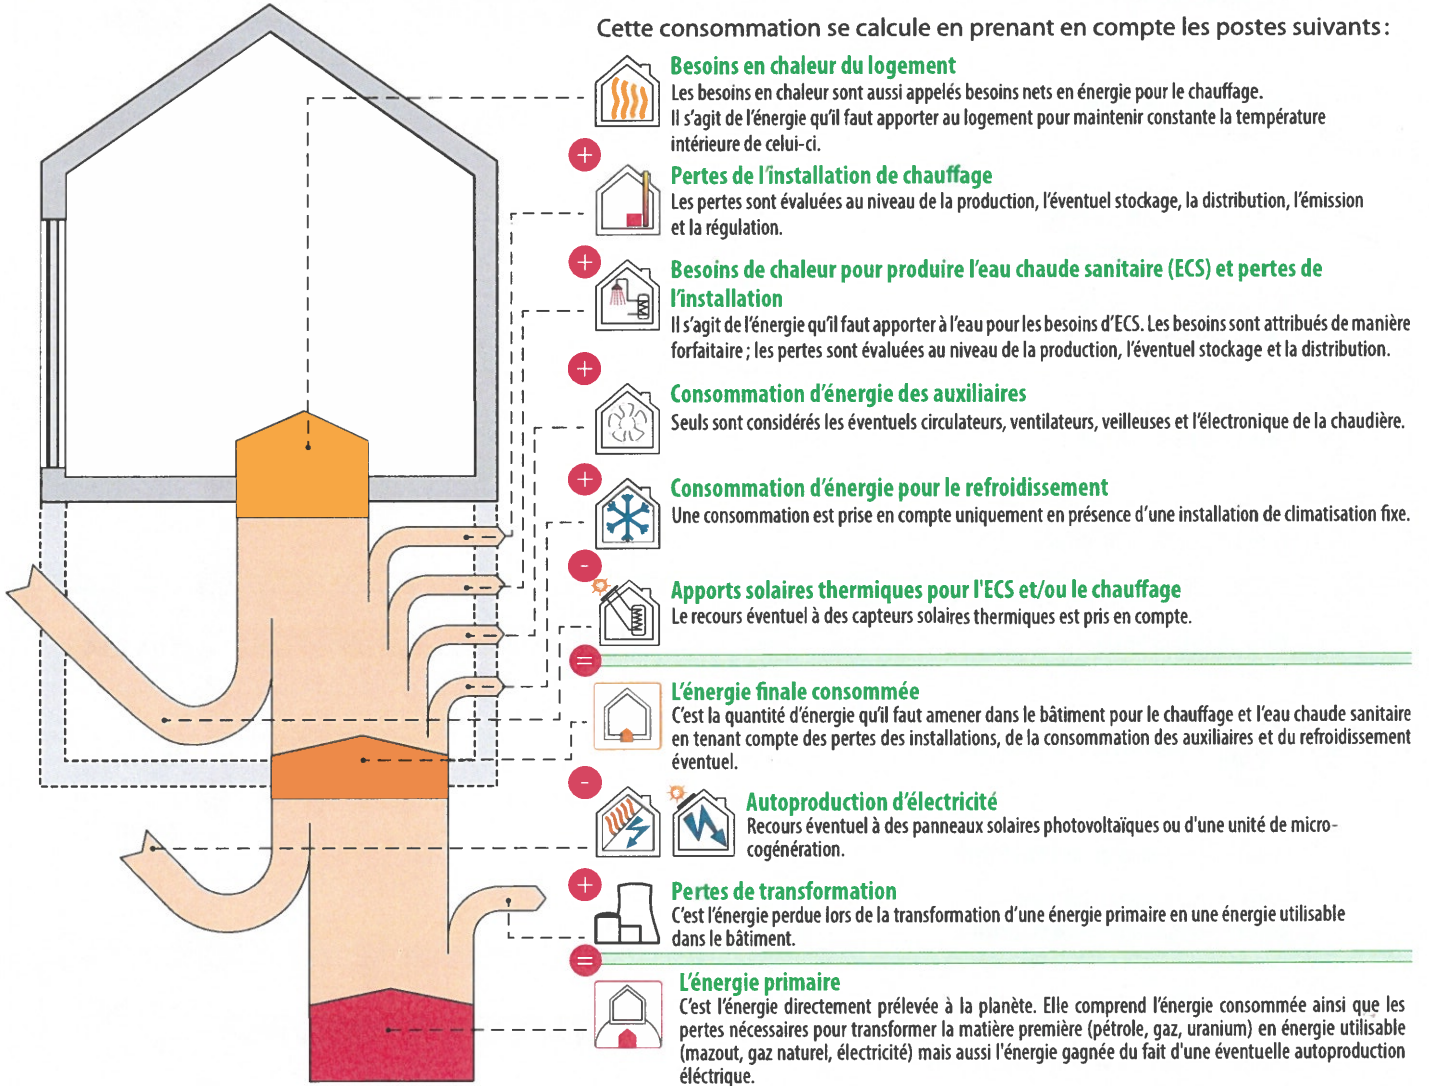 Cette consommation se calcule en prenant en compte les postes suivants :
Besoins en chaleur du logement
Les besoins en chaleur sont aussi appelés besoins nets en énergie pour le chauffage.
Il s'agit de l'énergie qu'il faut apporter au logement pour maintenir constante la température
intérieure de celui-ci.
+
Pertes de l'installation de chauffage
Les pertes sont évaluées au niveau de la production, l'éventuel stockage, la distribution, l'émission
et la régulation.
+
Besoins de chaleur pour produire l'eau chaude sanitaire (ECS) et pertes de
l'installation
Il s'agit de l'énergie qu'il faut apporter à l'eau pour les besoins d'ECS. Les besoins sont attribués de manière
forfaitaire ; les pertes sont évaluées au niveau de la production, l'éventuel stockage et la distribution.
+
Consommation d'énergie des auxiliaires
Seuls sont considérés les éventuels circulateurs, ventilateurs, veilleuses et l'électronique de la chaudière.
+
Consommation d'énergie pour le refroidissement
Une consommation est prise en compte uniquement en présence d'une installation de climatisation fixe.
-
Apports solaires thermiques pour l'ECS et/ou le chauffage
Le recours éventuel à des capteurs solaires thermiques est pris en compte.
=
L'énergie finale consommée
C'est la quantité d'énergie qu'il faut amener dans le bâtiment pour le chauffage et l'eau chaude sanitaire
en tenant compte des pertes des installations, de la consommation des auxiliaires et du refroidissement
éventuel.
-
Autoproduction d'électricité
Recours éventuel à des panneaux solaires photovoltaïques ou d'une unité de micro-
cogénération.
+
Pertes de transformation
C'est l'énergie perdue lors de la transformation d'une énergie primaire en une énergie utilisable
dans le bâtiment.
=
L'énergie primaire
C'est l'énergie directement prélevée à la planète. Elle comprend l'énergie consommée ainsi que les
pertes nécessaires pour transformer la matière première (pétrole, gaz, uranium) en énergie utilisable
(mazout, gaz naturel, électricité) mais aussi l'énergie gagnée du fait d'une éventuelle autoproduction
éléctrique.